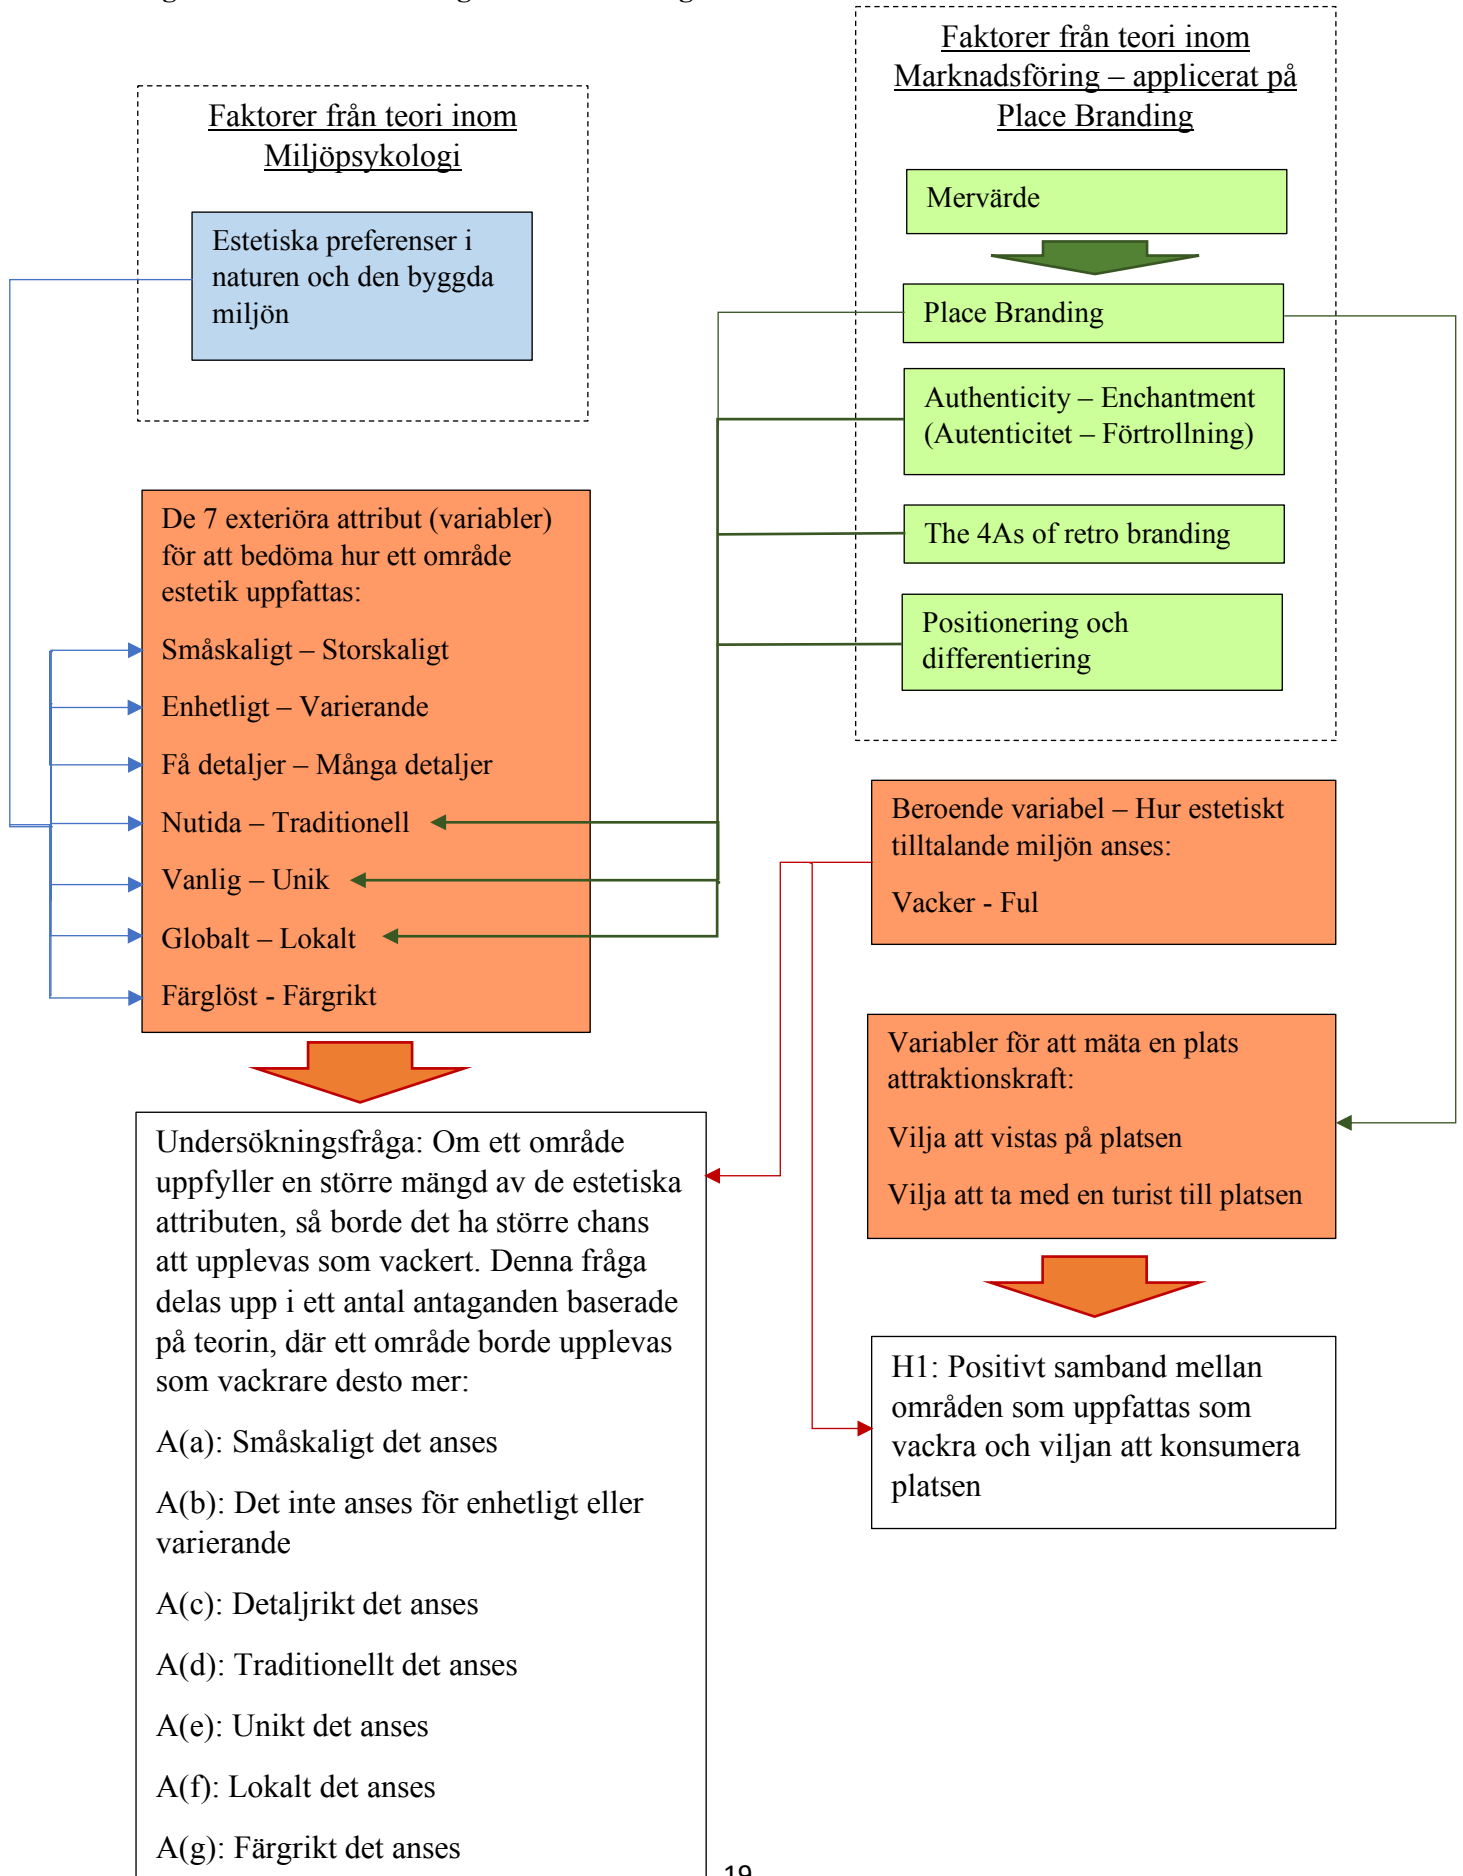 Faktorer från teori inom
Miljöpsykologi
Estetiska preferenser i
naturen och den byggda
miljön
Faktorer från teori inom
Marknadsföring – applicerat på
Place Branding
Mervärde
Place Branding
Authenticity – Enchantment
(Autenticitet – Förtrollning)
The 4As of retro branding
Positionering och
differentiering
De 7 exteriöra attribut (variabler)
för att bedöma hur ett område
estetik uppfattas:
Småskaligt – Storskaligt
Enhetligt – Varierande
Få detaljer – Många detaljer
Nutida – Traditionell
Vanlig – Unik
Globalt – Lokalt
Färglöst - Färgrikt
Beroende variabel – Hur estetiskt
tilltalande miljön anses:
Vacker - Ful
Variabler för att mäta en plats
attraktionskraft:
Vilja att vistas på platsen
Vilja att ta med en turist till platsen
Undersökningsfråga: Om ett område
uppfyller en större mängd av de estetiska
attributen, så borde det ha större chans
att upplevas som vackert. Denna fråga
delas upp i ett antal antaganden baserade
på teorin, där ett område borde upplevas
som vackrare desto mer:
A(a): Småskaligt det anses
A(b): Det inte anses för enhetligt eller
varierande
A(c): Detaljrikt det anses
A(d): Traditionellt det anses
A(e): Unikt det anses
A(f): Lokalt det anses
A(g): Färgrikt det anses
H1: Positivt samband mellan
områden som uppfattas som
vackra och viljan att konsumera
platsen
19